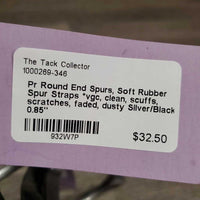 The Tack Collector
1000269-346
Pr Round End Spurs, Soft Rubber
Spur Straps *vgc, clean, scuffs,
scratches, faded, dusty Silver/Black
0.85"
932W7P
$32.50